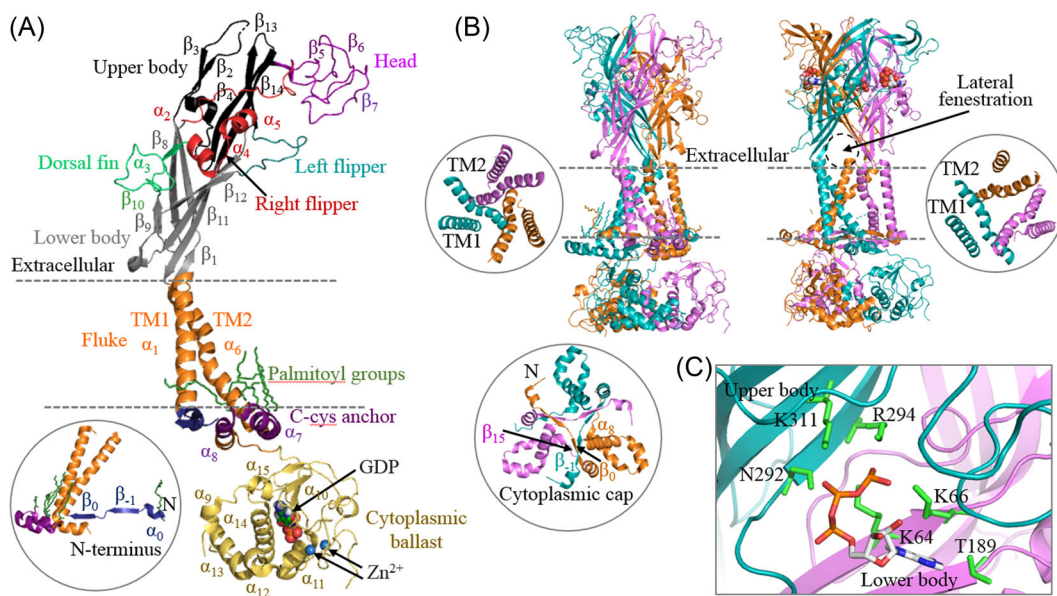 (A)
β13
β3
β5
β6
Head
Upper body
β2
β4
β14
β7
α2
α5
β8
α4
Left flipper
Dorsal fin
α3
β12
β10
Right flipper
β9
β11
Lower body
Extracellular
β1
TM1
TM2
Fluke
α1
α6
Palmitoyl groups
C-cys anchor
α7
α8
GDP
α15
α10
α9
β0
β-1
N
α14
Cytoplasmic
ballast
N-terminus
α0
Zn2+
α13
α11
α12
(B)
Lateral
fenestration
Extracellular
TM2
TM1
TM2
TM1
N
α8
β15
β-1
β0
Cytoplasmic cap
(C)
Upper body
K311
R294
N292
K66
K64
T189
Lower body